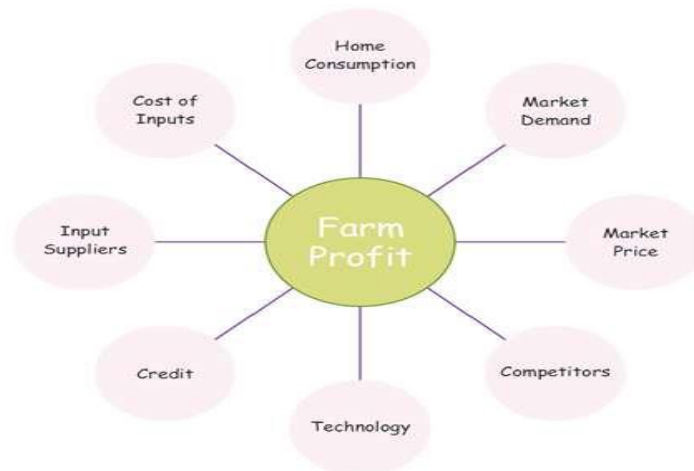 Home
Consumption
Market
Demand
Market
Price
Competitors
Technology
Credit
Input
Suppliers
Cost of
Inputs
Farm
Profit